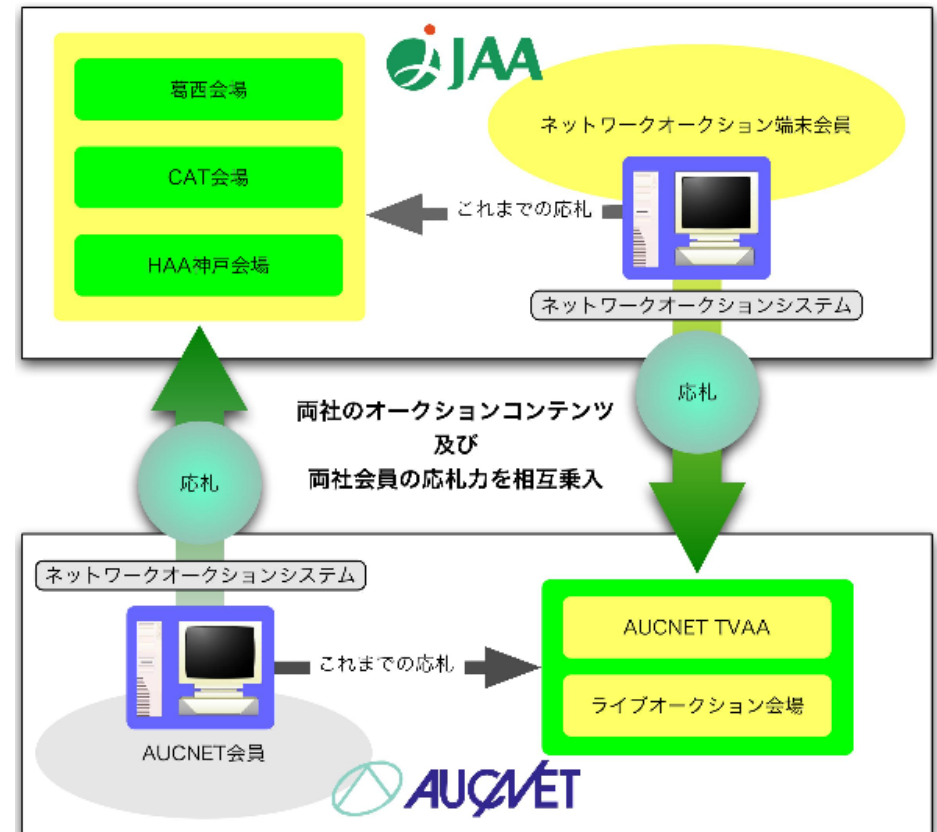 JAA
葛西会場
CAT会場
HAA神戸会場
ネットワークオークション端末会員
これまでの応札
ネットワークオークションシステム
応札
両社のオークションコンテンツ
及び
両社会員の応札力を相互乗入
応札
ネットワークオークションシステム
これまでの応札
AUCNET会員
AUCNET TVAA
ライブオークション会場
AUCNET